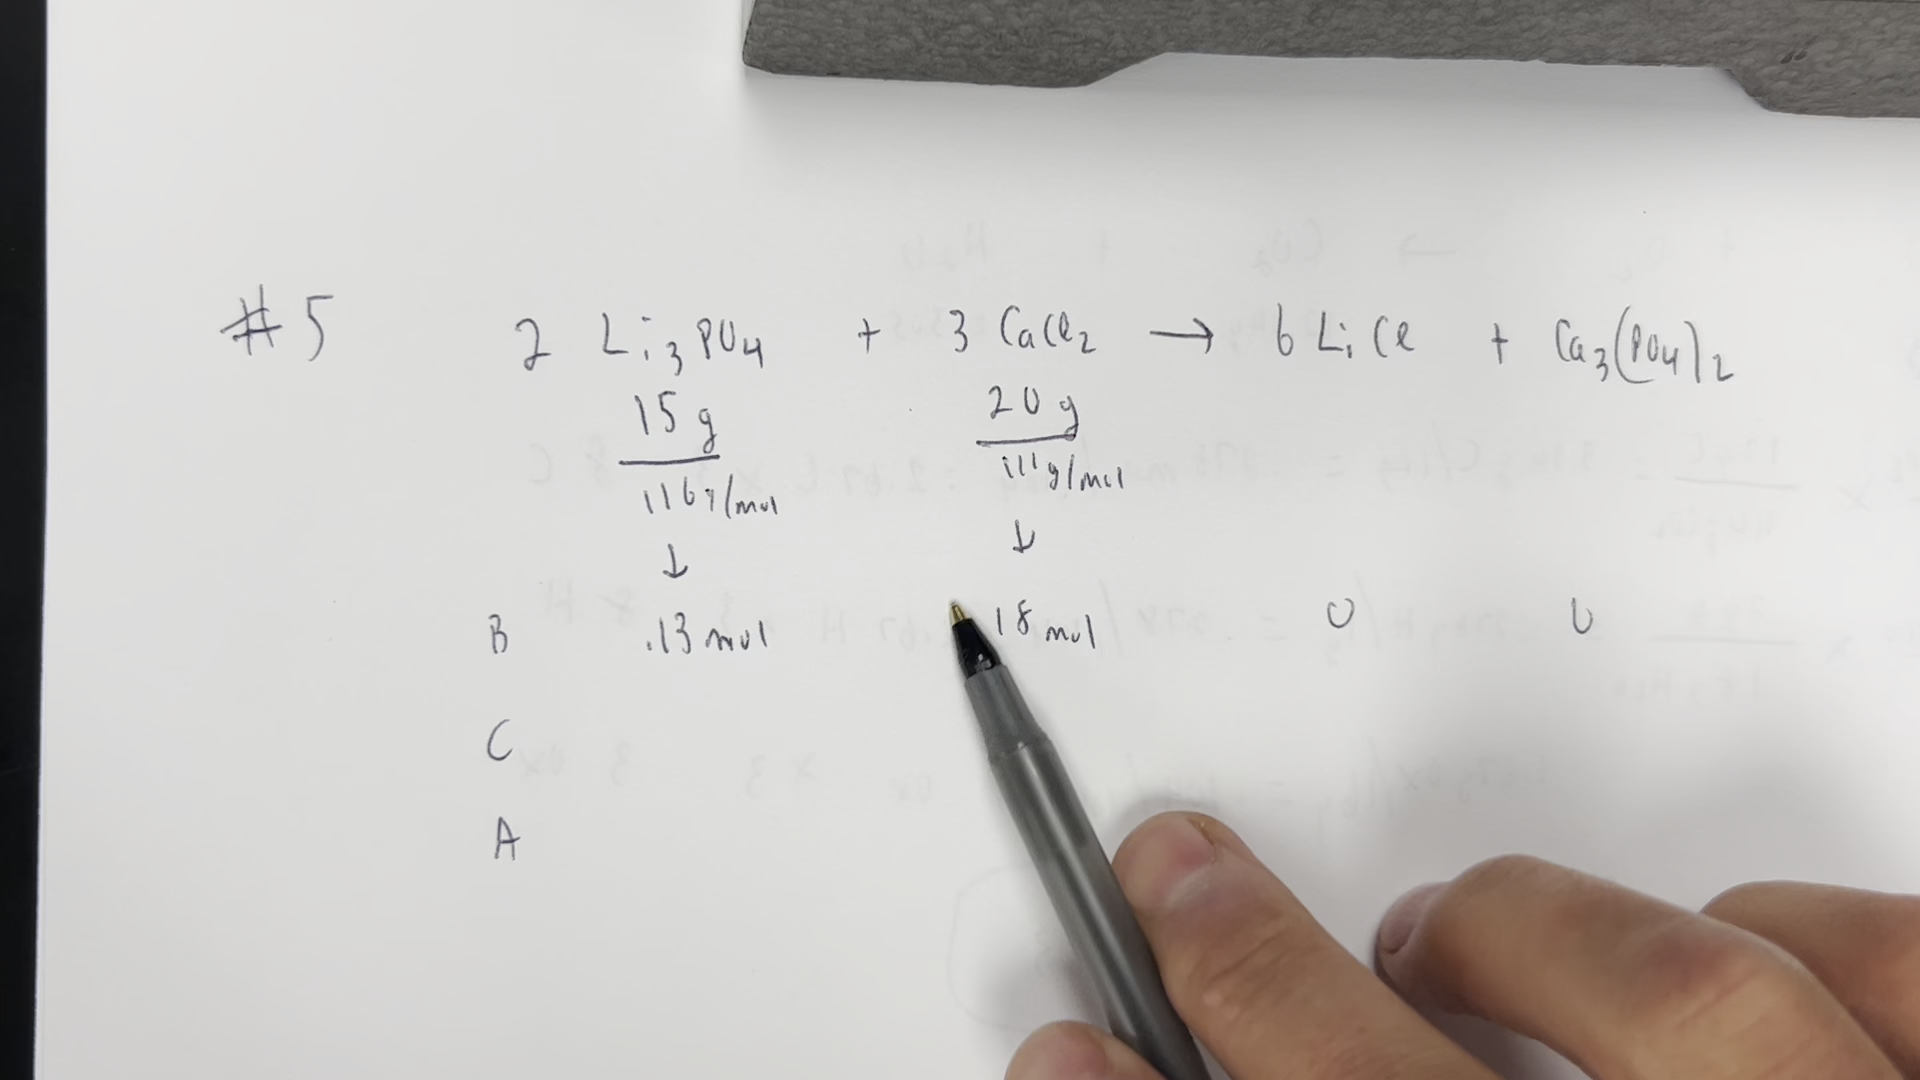 #5 2 Li₃PO₄ + 3 CaCl₂ → 6 LiCl + Ca₃(PO₄)₂
15 g 20 g
116 g/mol 111 g/mol
↓ ↓
B .13 mol 18 mol 0 0
C
A